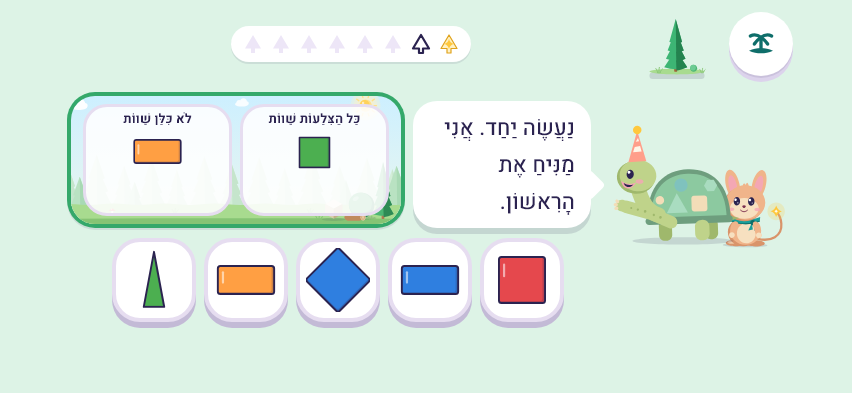 כׇּל הַצְּלָעוֹת שָׁווֹת
לֹא כֻּלָּן שָׁווֹת
נַעֲשֶׂה יַחַד. אֲנִי
מַנִּיחַ אֶת
הָרִאשׁוֹן.